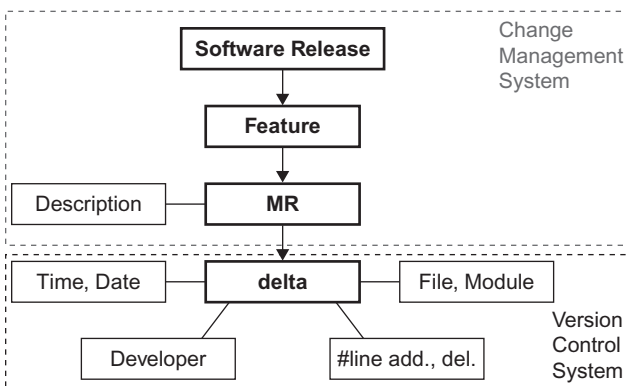 Change
Management
System
Software Release
Feature
Description
MR
Time, Date
delta
File, Module
Developer
#line add., del.
Version
Control
System